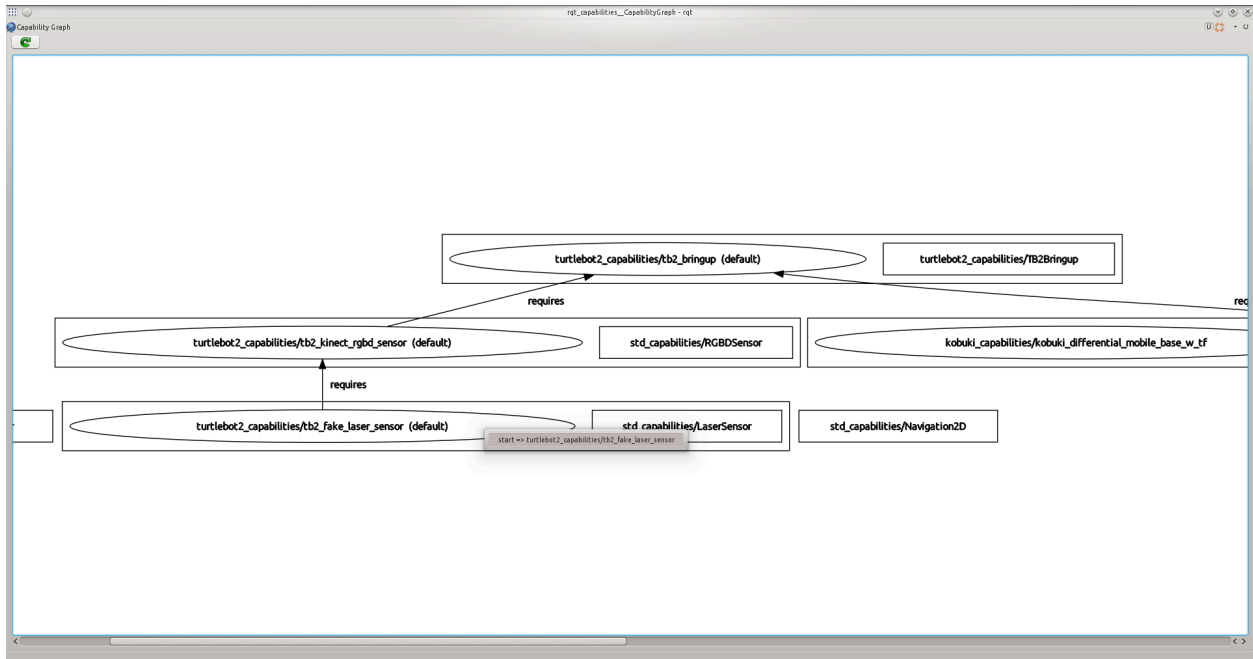 rqt_capabilities__CapabilityGraph - rqt
Capability Graph
turtlebot2_capabilities/tb2_bringup (default)
turtlebot2_capabilities/TB2Bringup
requires
turtlebot2_capabilities/tb2_kinect_rgbd_sensor (default)
std_capabilities/RGBDSensor
kobuki_capabilities/kobuki_differential_mobile_base_w_tf
requires
turtlebot2_capabilities/tb2_fake_laser_sensor (default)
std_capabilities/LaserSensor
std_capabilities/Navigation2D
start => turtlebot2_capabilities/tb2_fake_laser_sensor